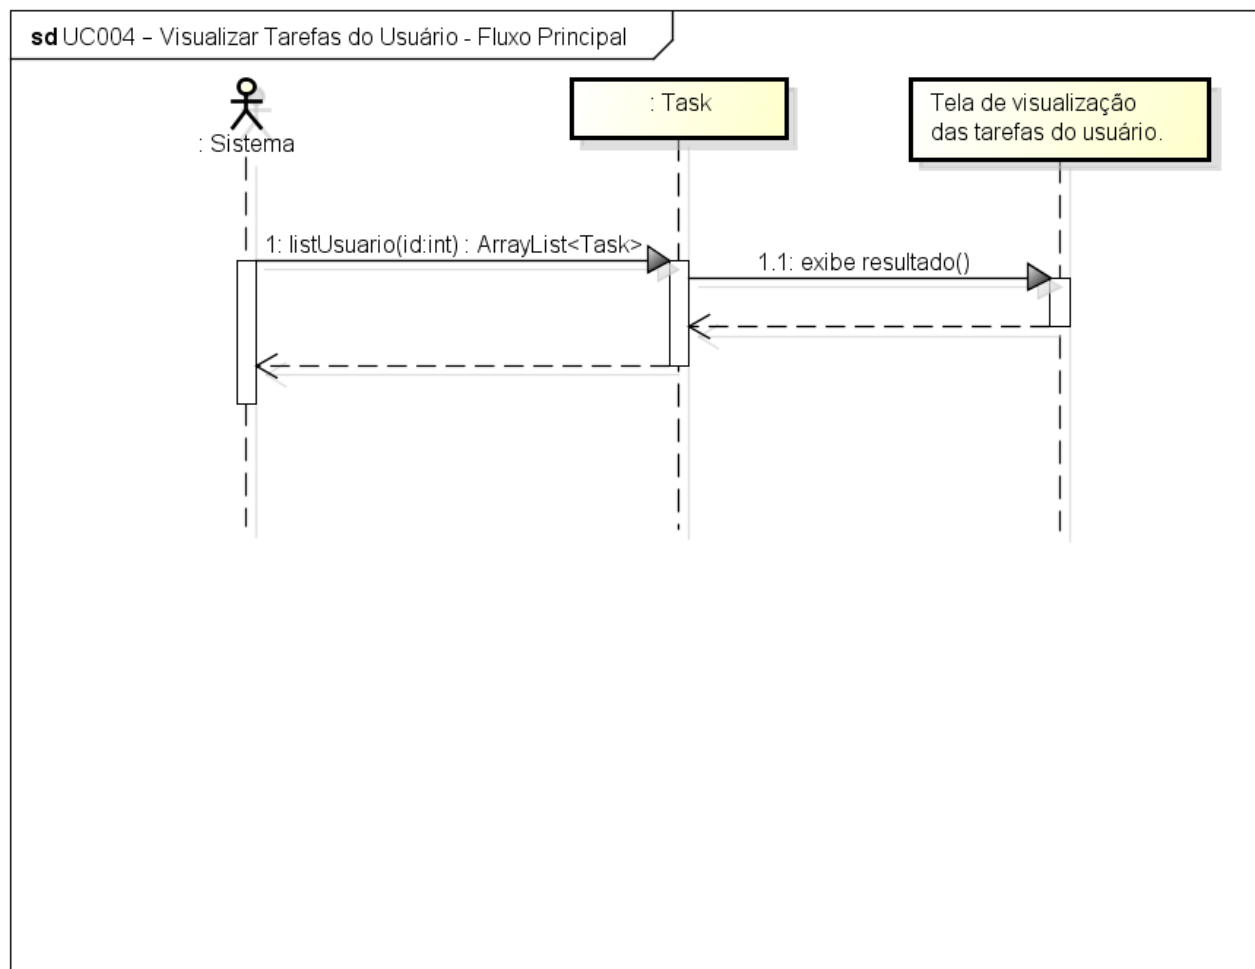 sd UC004 – Visualizar Tarefas do Usuário - Fluxo Principal
: Sistema
: Task
Tela de visualização
das tarefas do usuário.
1: listUsuario(id:int) : ArrayList<Task>
1.1: exibe resultado()